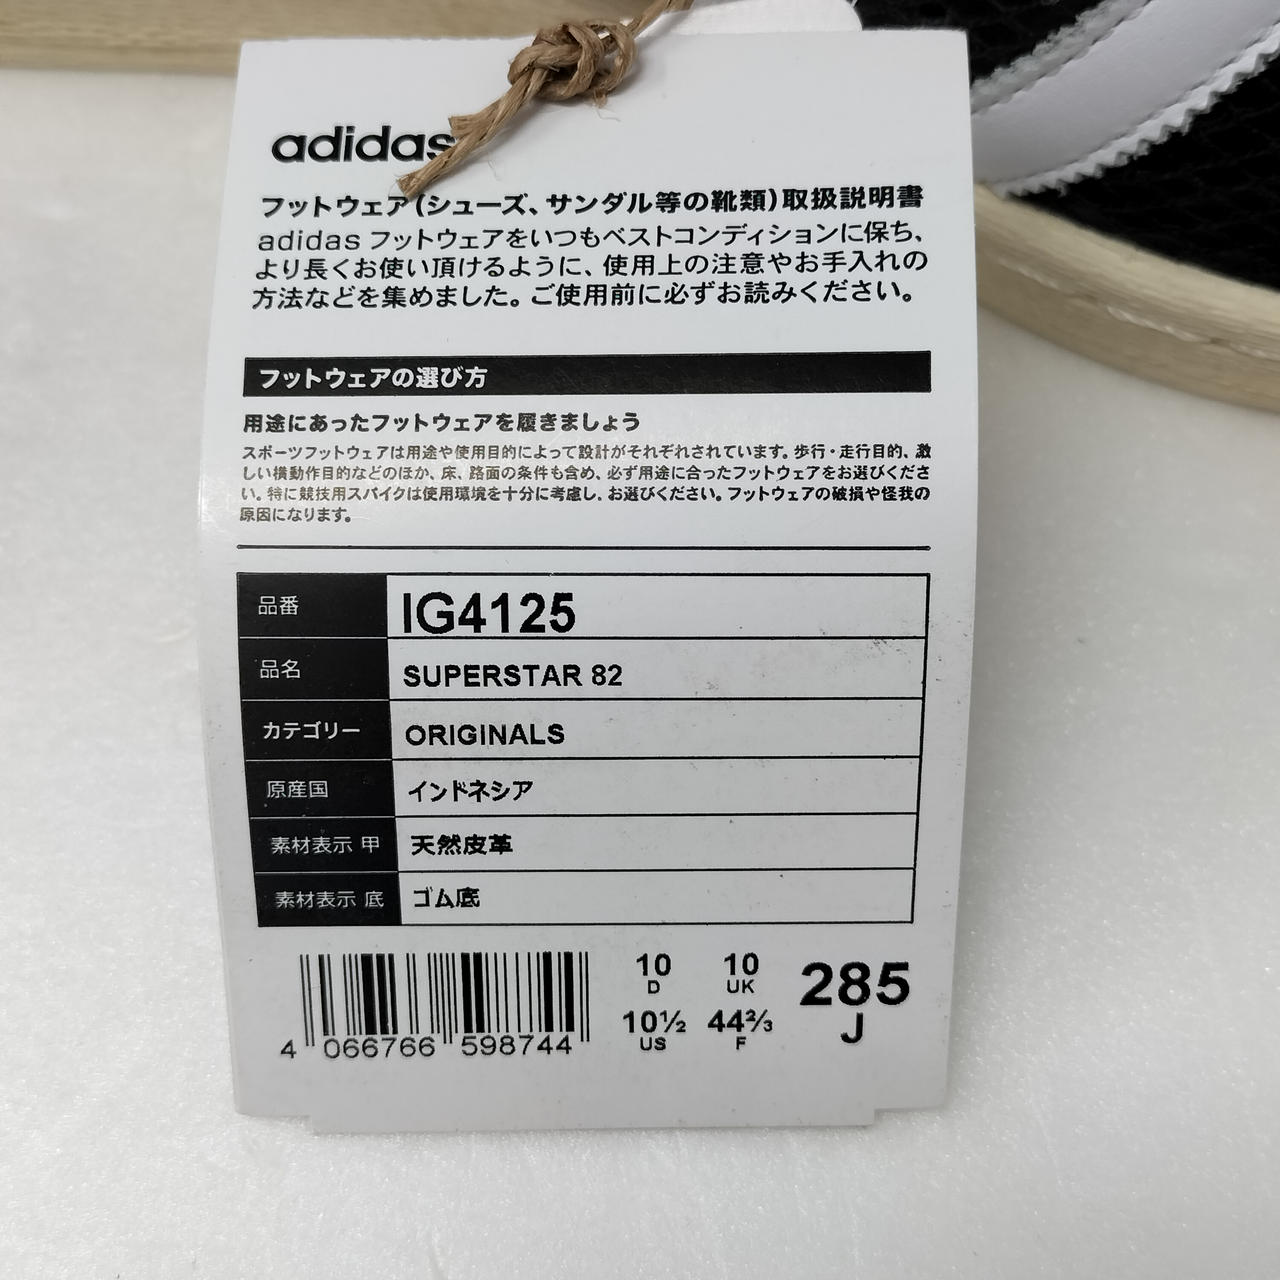 adidas
フットウェア(シューズ、サンダル等の靴類)取扱説明書
adidas フットウェアをいつもベストコンディションに保ち、
より長くお使い頂けるように、使用上の注意やお手入れの
方法などを集めました。ご使用前に必ずお読みください。
フットウェアの選び方
用途にあったフットウェアを履きましょう
スポーツフットウェアは用途や使用目的によって設計がそれぞれされています。歩行・走行目的、激
しい横動作目的などのほか、床、路面の条件も含め、必ず用途に合ったフットウェアをお選びくださ
い。特に競技用スパイクは使用環境を十分に考慮し、お選びください。フットウェアの破損や怪我の
原因になります。
品番 IG4125
品名 SUPERSTAR 82
カテゴリー ORIGINALS
原産国 インドネシア
素材表示 甲 天然皮革
素材表示 底 ゴム底
10 10 285
D UK J
10½ 44⅔
US F
4 066766 598744